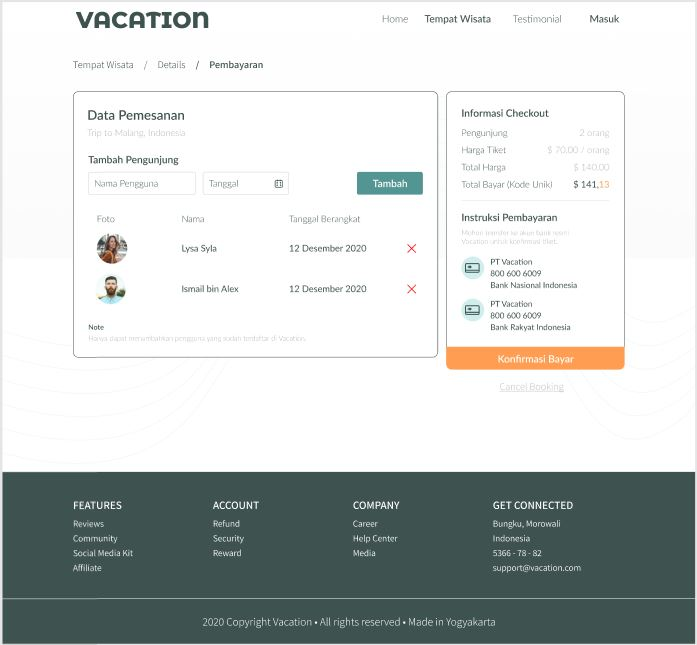 VACATION
Home Tempat Wisata Testimonial Masuk
Tempat Wisata / Details / Pembayaran
Data Pemesanan
Trip to Malang, Indonesia
Tambah Pengunjung
Nama Pengguna Tanggal Tambah
Foto Nama Tanggal Berangkat
Lysa Syla 12 Desember 2020
Ismail bin Alex 12 Desember 2020
Note
Hanya dapat menambahkan pengguna yang sudah terdaftar di Vacation.
Informasi Checkout
Pengunjung 2 orang
Harga Tiket $ 70,00 / orang
Total Harga $ 140,00
Total Bayar (Kode Unik) $ 141,13
Instruksi Pembayaran
Mohon transfer ke akun bank resmi
Vacation untuk konfirmasi tiket.
PT Vacation
800 600 6009
Bank Nasional Indonesia
PT Vacation
800 600 6009
Bank Rakyat Indonesia
Konfirmasi Bayar
Cancel Booking
FEATURES
Reviews
Community
Social Media Kit
Affiliate
ACCOUNT
Refund
Security
Reward
COMPANY
Career
Help Center
Media
GET CONNECTED
Bungku, Morowali
Indonesia
5366 - 78 - 82
support@vacation.com
2020 Copyright Vacation • All rights reserved • Made in Yogyakarta